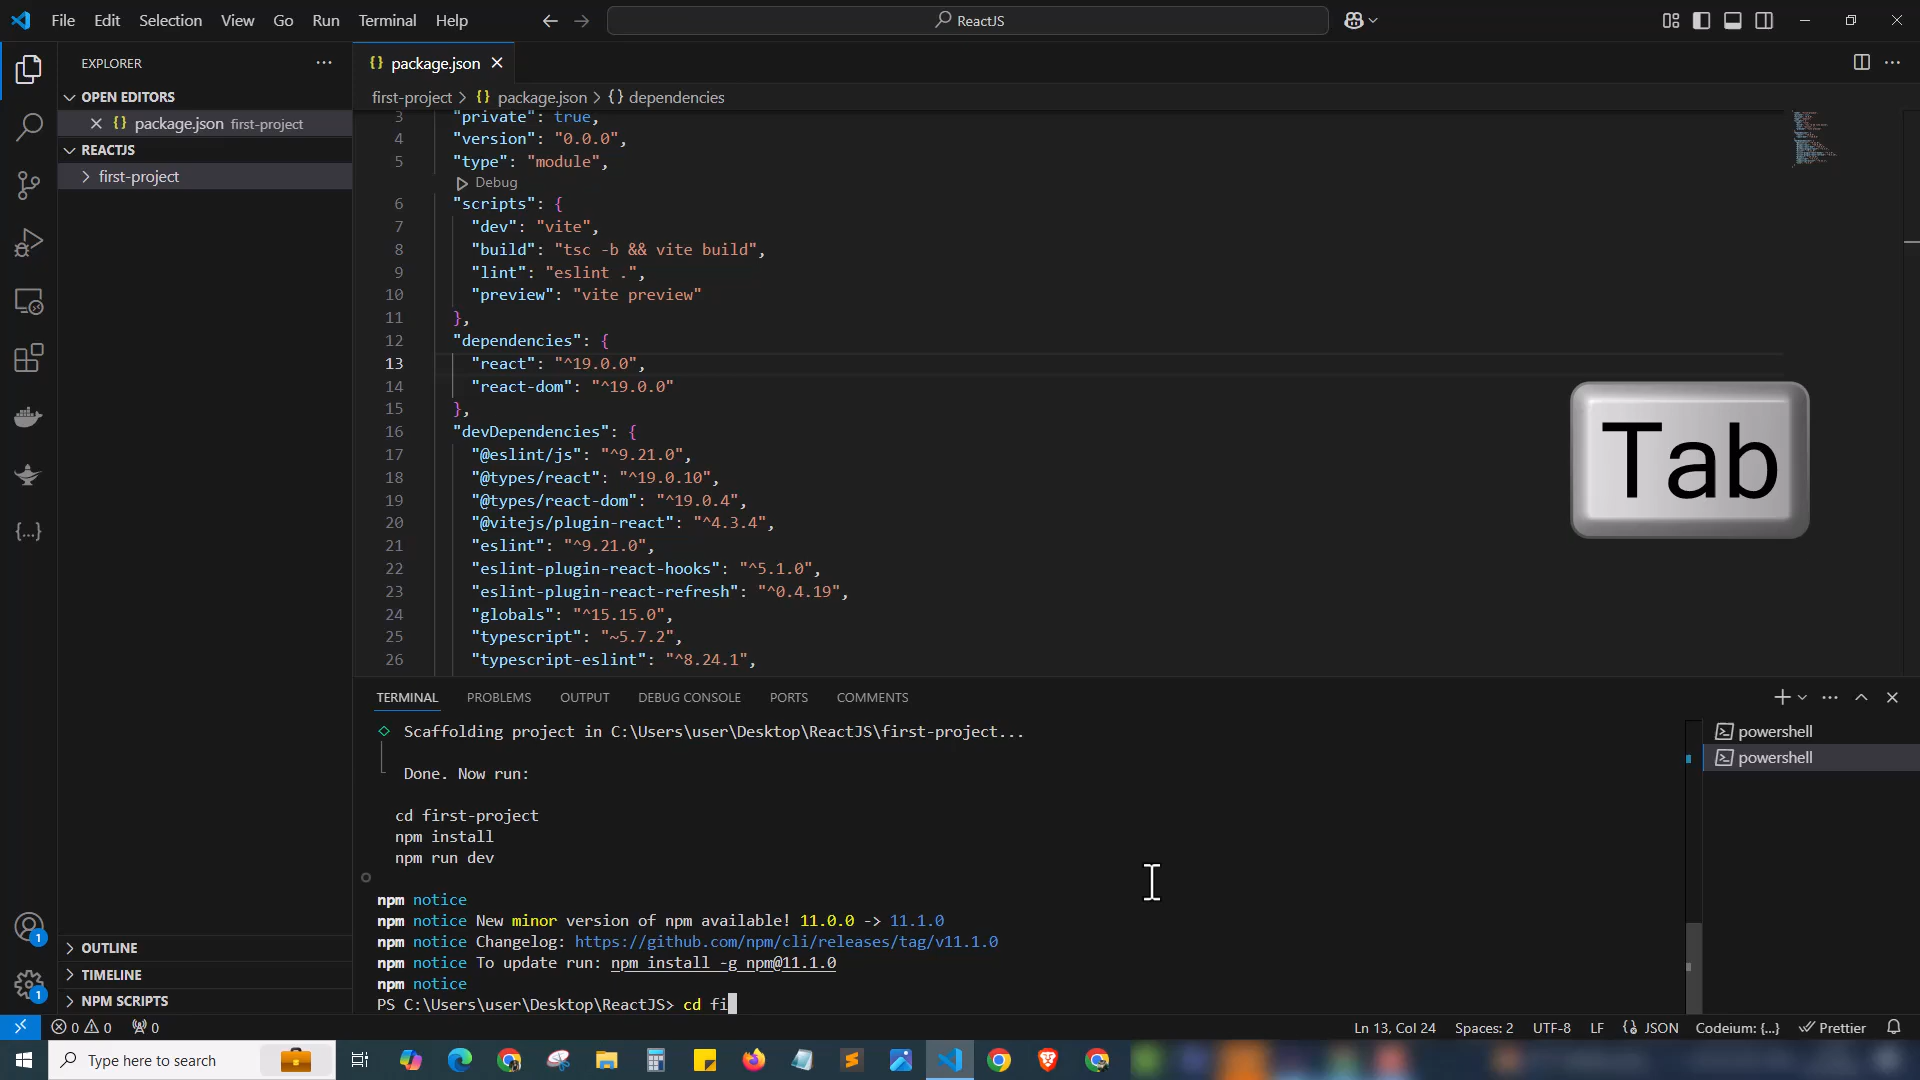 File Edit Selection View Go Run Terminal Help
ReactJS
EXPLORER
OPEN EDITORS
package.json first-project
REACTJS
first-project
OUTLINE
TIMELINE
NPM SCRIPTS
package.json
first-project > {} package.json > {} dependencies
3 "private": true,
4 "version": "0.0.0",
5 "type": "module",
Debug
6 "scripts": {
7 "dev": "vite",
8 "build": "tsc -b && vite build",
9 "lint": "eslint .",
10 "preview": "vite preview"
11 },
12 "dependencies": {
13 "react": "^19.0.0",
14 "react-dom": "^19.0.0"
15 },
16 "devDependencies": {
17 "@eslint/js": "^9.21.0",
18 "@types/react": "^19.0.10",
19 "@types/react-dom": "^19.0.4",
20 "@vitejs/plugin-react": "^4.3.4",
21 "eslint": "^9.21.0",
22 "eslint-plugin-react-hooks": "^5.1.0",
23 "eslint-plugin-react-refresh": "^0.4.19",
24 "globals": "^15.15.0",
25 "typescript": "~5.7.2",
26 "typescript-eslint": "^8.24.1",
Tab
TERMINAL PROBLEMS OUTPUT DEBUG CONSOLE PORTS COMMENTS
Scaffolding project in C:\Users\user\Desktop\ReactJS\first-project...
Done. Now run:
cd first-project
npm install
npm run dev
npm notice
npm notice New minor version of npm available! 11.0.0 -> 11.1.0
npm notice Changelog: https://github.com/npm/cli/releases/tag/v11.1.0
npm notice To update run: npm install -g npm@11.1.0
npm notice
PS C:\Users\user\Desktop\ReactJS> cd fi
powershell
powershell
1
1
0 0 0
Ln 13, Col 24 Spaces: 2 UTF-8 LF {} JSON Codeium: {...} Prettier
Type here to search